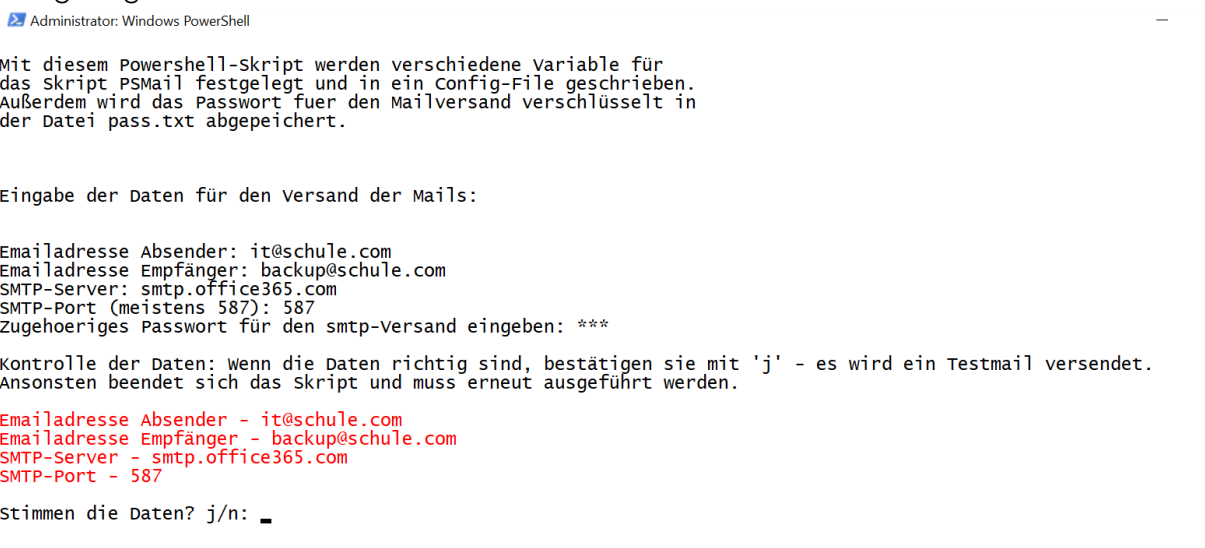 Administrator: Windows PowerShell
Mit diesem Powershell-Skript werden verschiedene Variable für
das Skript PSMail festgelegt und in ein Config-File geschrieben.
Außerdem wird das Passwort fuer den Mailversand verschlüsselt in
der Datei pass.txt abgepeichert.
Eingabe der Daten für den Versand der Mails:
Emailadresse Absender: it@schule.com
Emailadresse Empfänger: backup@schule.com
SMTP-Server: smtp.office365.com
SMTP-Port (meistens 587): 587
Zugehoeriges Passwort für den smtp-Versand eingeben: ***
Kontrolle der Daten: Wenn die Daten richtig sind, bestätigen sie mit 'j' - es wird ein Testmail versendet.
Ansonsten beendet sich das Skript und muss erneut ausgeführt werden.
Emailadresse Absender - it@schule.com
Emailadresse Empfänger - backup@schule.com
SMTP-Server - smtp.office365.com
SMTP-Port - 587
Stimmen die Daten? j/n: